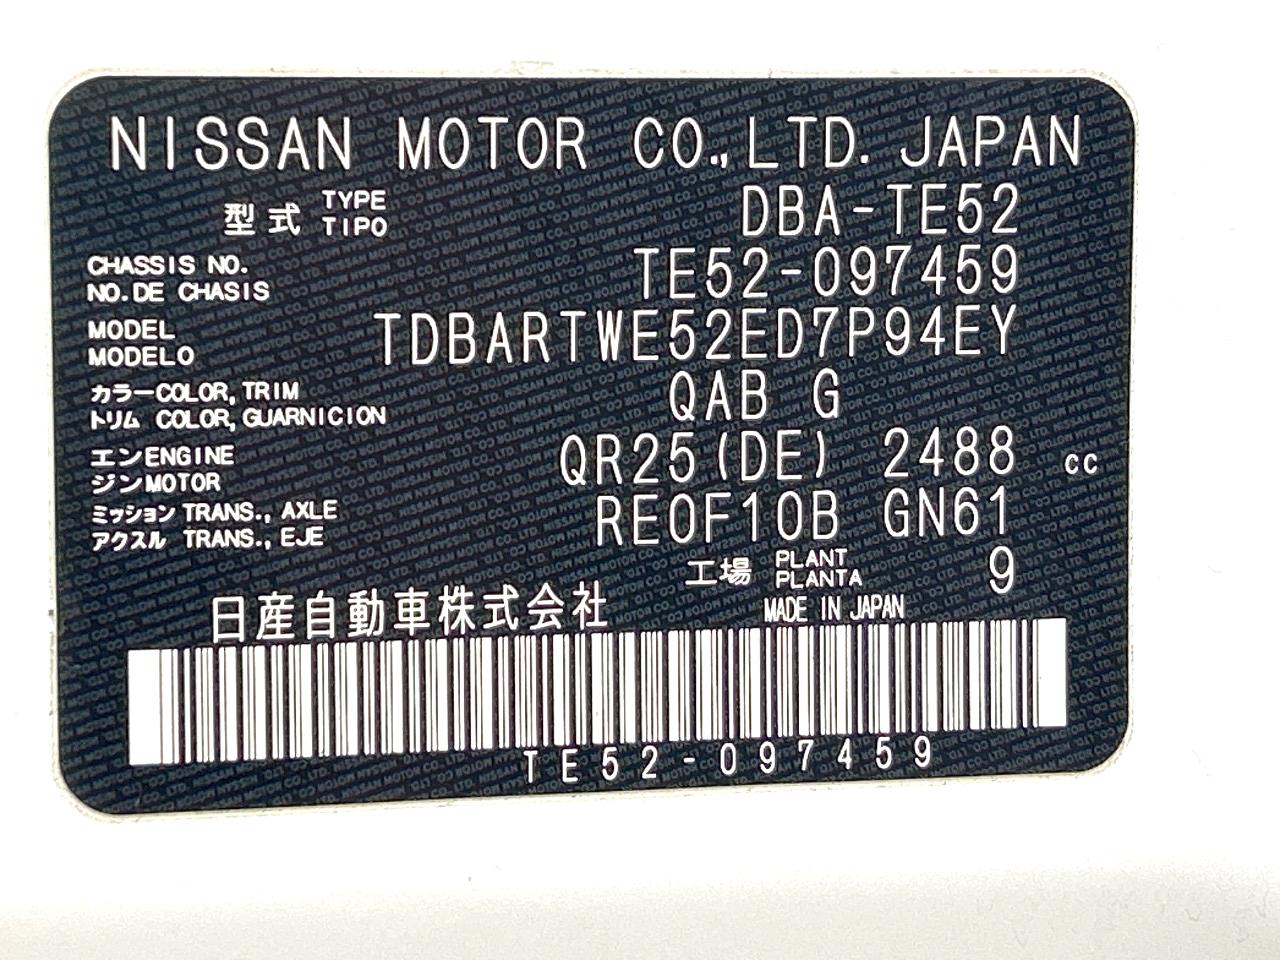 NISSAN MOTOR CO.,LTD. JAPAN
型式 TYPE TIPO DBA-TE52
CHASSIS NO.
NO.DE CHASIS TE52-097459
MODEL
MODELO TDBARTWE52ED7P94EY
カラーCOLOR, TRIM
トリム COLOR, GUARNICION QAB G
エンENGINE
ジンMOTOR QR25(DE) 2488 cc
ミッション TRANS., AXLE
アクスル TRANS., EJE RE0F10B GN61
工場 PLANT PLANTA 9
日産自動車株式会社 MADE IN JAPAN
TE52-097459